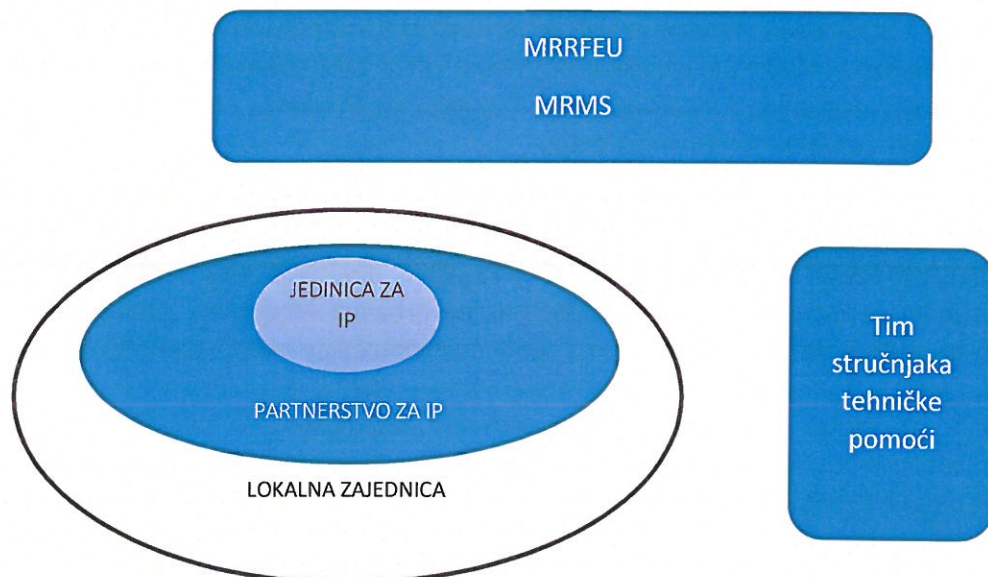 MRRFEU
MRMS
JEDINICA ZA
IP
PARTNERSTVO ZA IP
LOKALNA ZAJEDNICA
Tim
stručnjaka
tehničke
pomoći